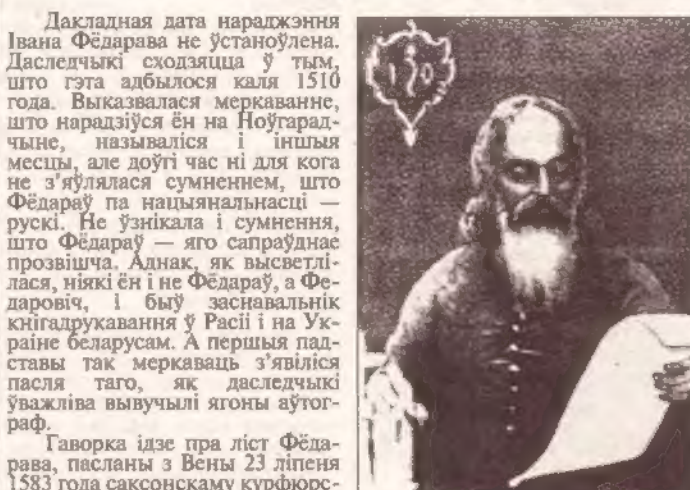 Дакладная дата нараджэння
Івана Фёдарава не ўстаноўлена.
Даследчыкі сходзяцца ў тым,
што гэта адбылося каля 1510
года. Выказвалася меркаванне,
што нарадзіўся ён на Ноўгарад-
чыне, называліся і іншыя
месцы, але доўгі час ні для кога
не з'яўлялася сумненнем, што
Фёдараў па нацыянальнасці —
рускі. Не ўзнікала і сумнення,
што Фёдараў — яго сапраўднае
прозвішча. Аднак, як высветлі-
лася, ніякі ён і не Фёдараў, а Фе-
даровіч, і быў заснавальнік
кнігадрукавання ў Расіі і на Ук-
раіне беларусам. А першыя пад-
ставы так меркаваць з'явіліся
пасля таго, як даследчыкі
ўважліва вывучылі ягоны аўтог-
раф.
Гаворка ідзе пра ліст Фёда-
рава, пасланы з Вены 23 ліпеня
1583 года саксонскаму курфюрс-